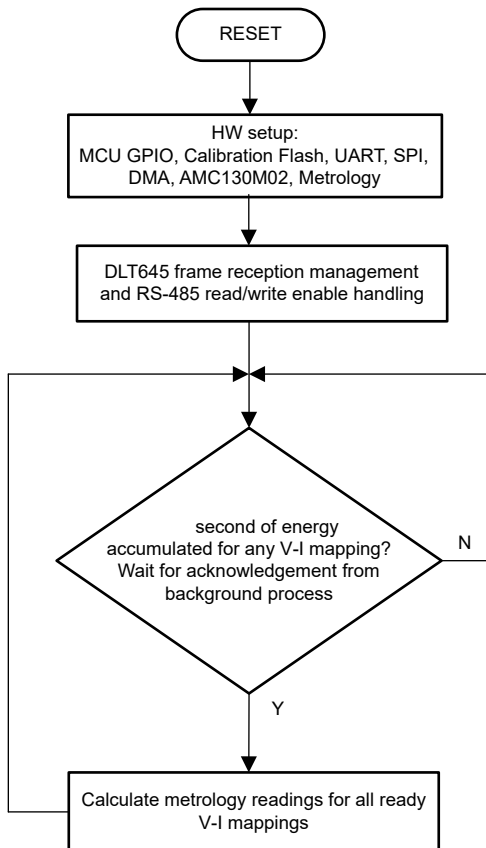 RESET
HW setup:
MCU GPIO, Calibration Flash, UART, SPI,
DMA, AMC130M02, Metrology
DLT645 frame reception management
and RS-485 read/write enable handling
second of energy
accumulated for any V-I mapping?
Wait for acknowledgement from
background process
N
Y
Calculate metrology readings for all ready
V-I mappings